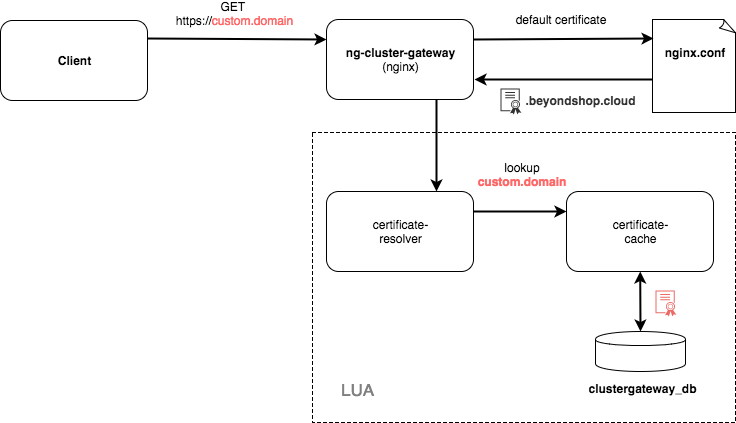 GET
https://custom.domain
default certificate
Client
ng-cluster-gateway
(nginx)
nginx.conf
.beyondshop.cloud
lookup
custom.domain
certificate-
resolver
certificate-
cache
LUA
clustergateway_db